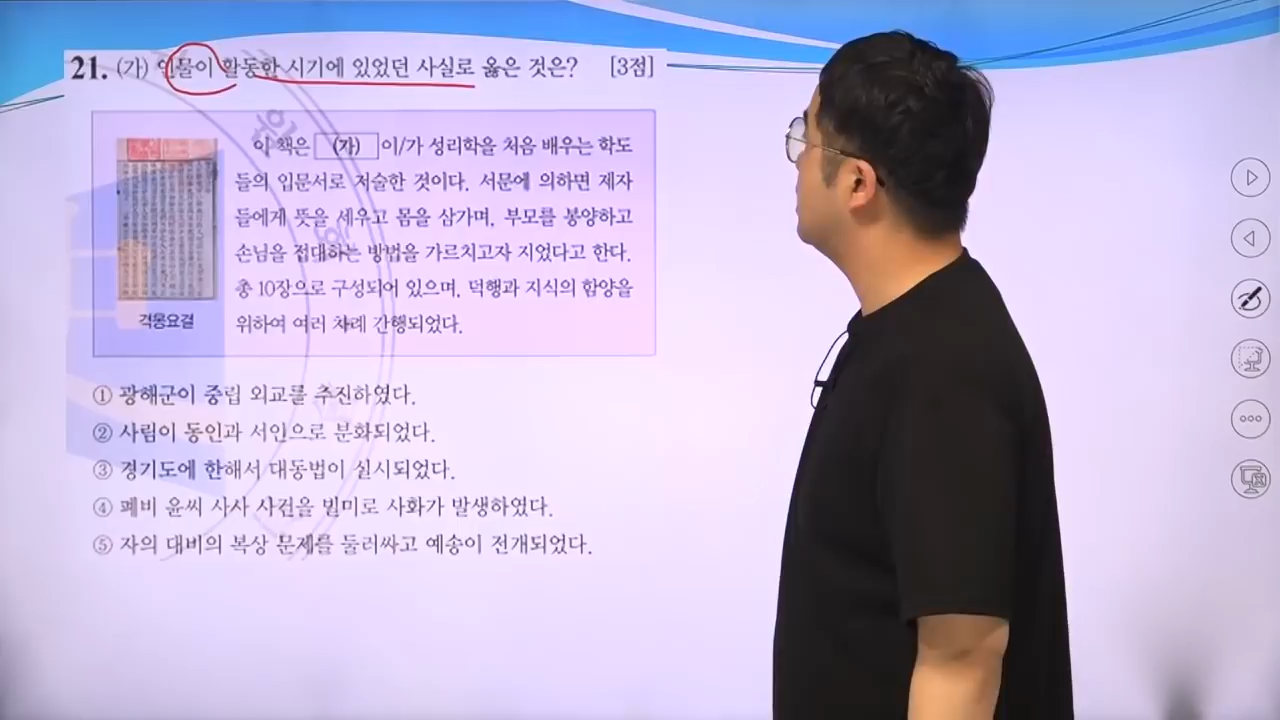 21. (가) 인물이 활동한 시기에 있었던 사실로 옳은 것은? [3점]
이 책은 (가) 이/가 성리학을 처음 배우는 학도
들의 입문서로 저술한 것이다. 서문에 의하면 제자
들에게 뜻을 세우고 몸을 삼가며, 부모를 봉양하고
손님을 접대하는 방법을 가르치고자 지었다고 한다.
총 10장으로 구성되어 있으며, 덕행과 지식의 함양을
위하여 여러 차례 간행되었다.
격몽요결
① 광해군이 중립 외교를 추진하였다.
② 사림이 동인과 서인으로 분화되었다.
③ 경기도에 한해서 대동법이 실시되었다.
④ 폐비 윤씨 사사 사건을 빌미로 사화가 발생하였다.
⑤ 자의 대비의 복상 문제를 둘러싸고 예송이 전개되었다.